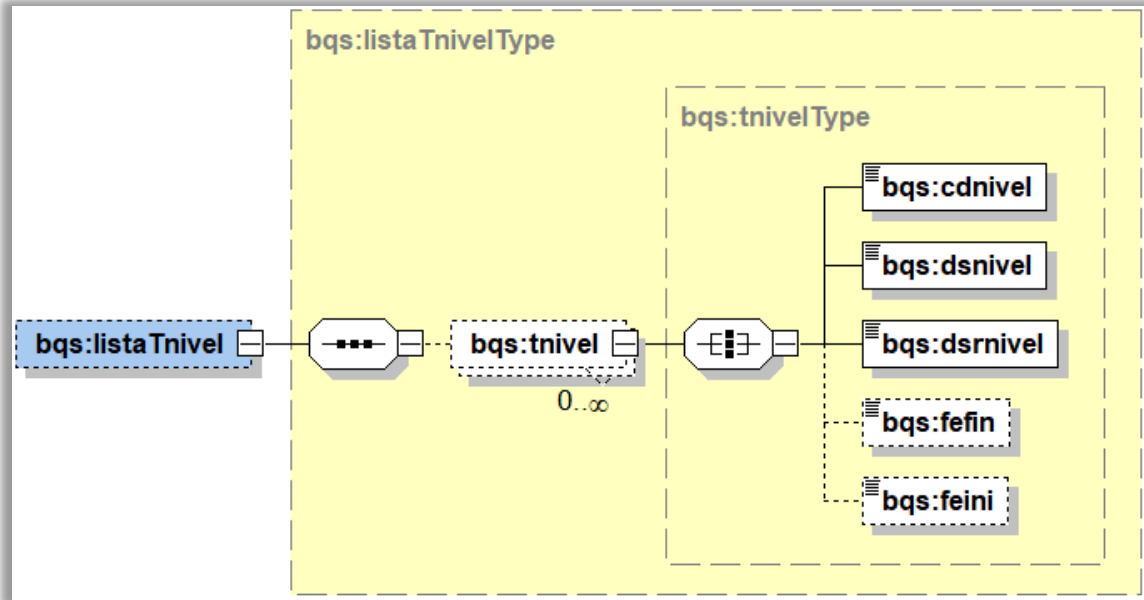 bqs:listaTnivelType
bqs:tnivelType
bqs:cdnivel
bqs:dsnivel
bqs:listaTnivel
bqs:tnivel
bqs:dsrnivel
0..∞
bqs:fefin
bqs:feini